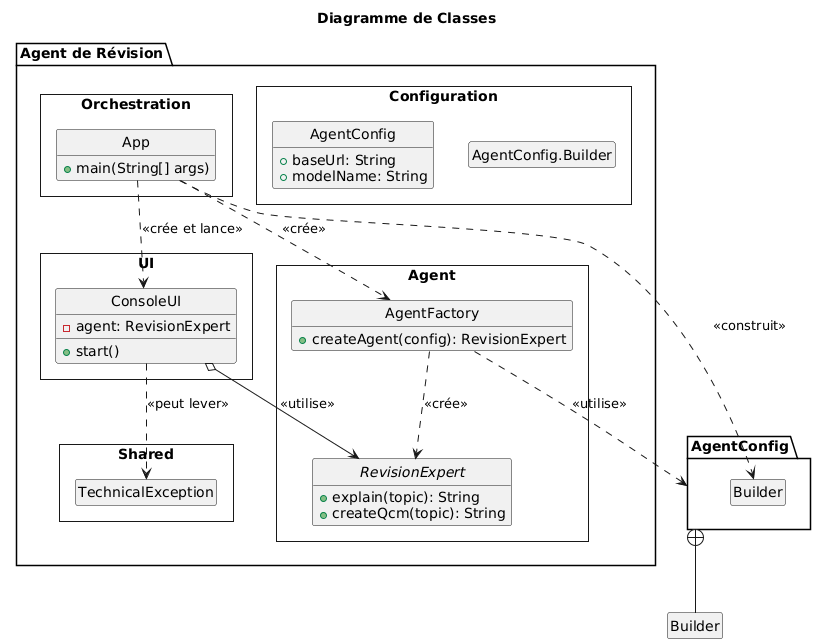 Diagramme de Classes
Agent de Révision
Orchestration
App
main(String[] args)
Configuration
AgentConfig
baseUrl: String
modelName: String
AgentConfig.Builder
«crée et lance»
«crée»
UI
ConsoleUI
agent: RevisionExpert
start()
Agent
AgentFactory
createAgent(config): RevisionExpert
«construit»
«peut lever»
«utilise»
«crée»
«utilise»
Shared
TechnicalException
RevisionExpert
explain(topic): String
createQcm(topic): String
AgentConfig
Builder
Builder